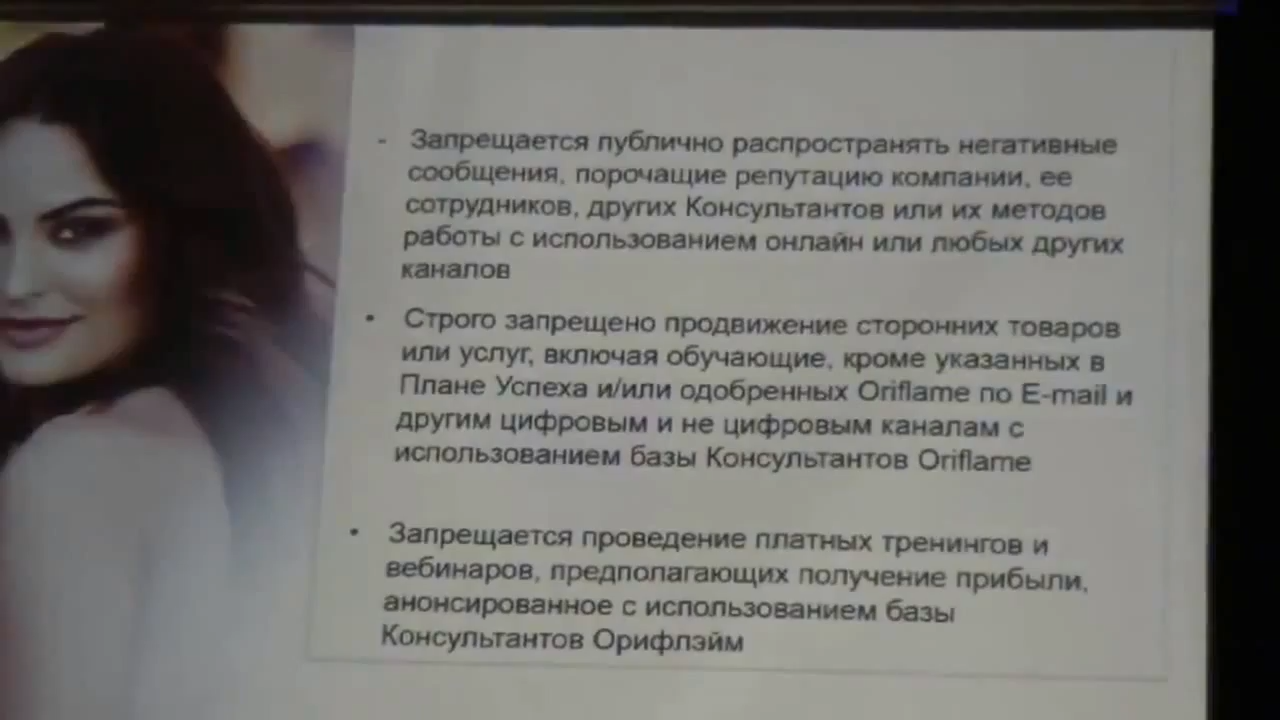 - Запрещается публично распространять негативные
сообщения, порочащие репутацию компании, ее
сотрудников, других Консультантов или их методов
работы с использованием онлайн или любых других
каналов
• Строго запрещено продвижение сторонних товаров
или услуг, включая обучающие, кроме указанных в
Плане Успеха и/или одобренных Oriflame по E-mail и
другим цифровым и не цифровым каналам с
использованием базы Консультантов Oriflame
• Запрещается проведение платных тренингов и
вебинаров, предполагающих получение прибыли,
анонсированное с использованием базы
Консультантов Орифлэйм